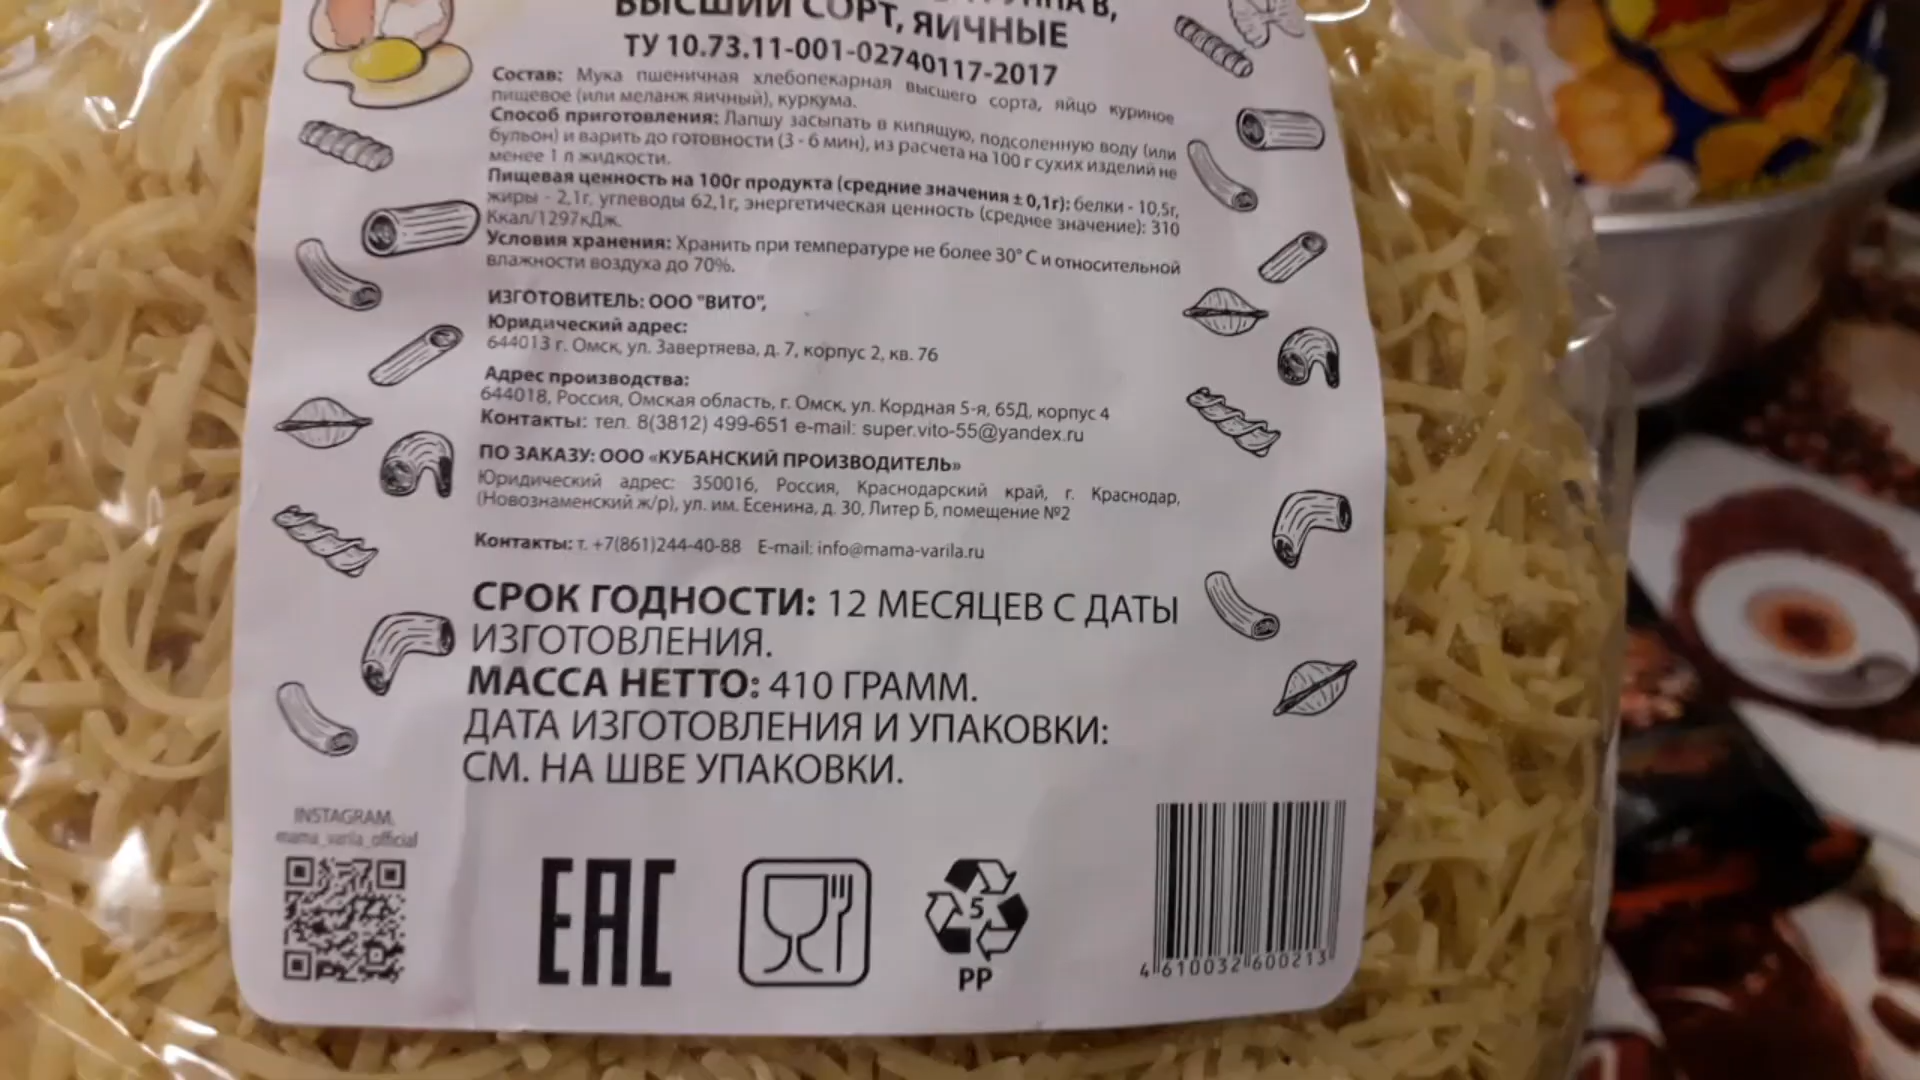 ВЫСШИЙ СОРТ, ЯИЧНЫЕ
ТУ 10.73.11-001-02740117-2017
Состав: Мука пшеничная хлебопекарная высшего сорта, яйцо куриное
пищевое (или меланж яичный), куркума.
Способ приготовления: Лапшу засыпать в кипящую, подсоленную воду (или
бульон) и варить до готовности (3 - 6 мин), из расчета на 100 г сухих изделий не
менее 1 л жидкости.
Пищевая ценность на 100г продукта (средние значения ± 0,1г): белки - 10,5г,
жиры - 2,1г, углеводы 62,1г, энергетическая ценность (среднее значение): 310
Ккал/1297кДж.
Условия хранения: Хранить при температуре не более 30° С и относительной
влажности воздуха до 70%.
ИЗГОТОВИТЕЛЬ: ООО "ВИТО",
Юридический адрес:
644013 г. Омск, ул. Завертяева, д. 7, корпус 2, кв. 76
Адрес производства:
644018, Россия, Омская область, г. Омск, ул. Кордная 5-я, 65Д, корпус 4
Контакты: тел. 8(3812) 499-651 e-mail: super.vito-55@yandex.ru
ПО ЗАКАЗУ: ООО «КУБАНСКИЙ ПРОИЗВОДИТЕЛЬ»
Юридический адрес: 350016, Россия, Краснодарский край, г. Краснодар,
(Новознаменский ж/р), ул. им. Есенина, д. 30, Литер Б, помещение №2
Контакты: т. +7(861)244-40-88 E-mail: info@mama-varila.ru
СРОК ГОДНОСТИ: 12 МЕСЯЦЕВ С ДАТЫ
ИЗГОТОВЛЕНИЯ.
МАССА НЕТТО: 410 ГРАММ.
ДАТА ИЗГОТОВЛЕНИЯ И УПАКОВКИ:
СМ. НА ШВЕ УПАКОВКИ.
INSTAGRAM.
mama_varila_official
EAC
5
PP
4 610032 600213